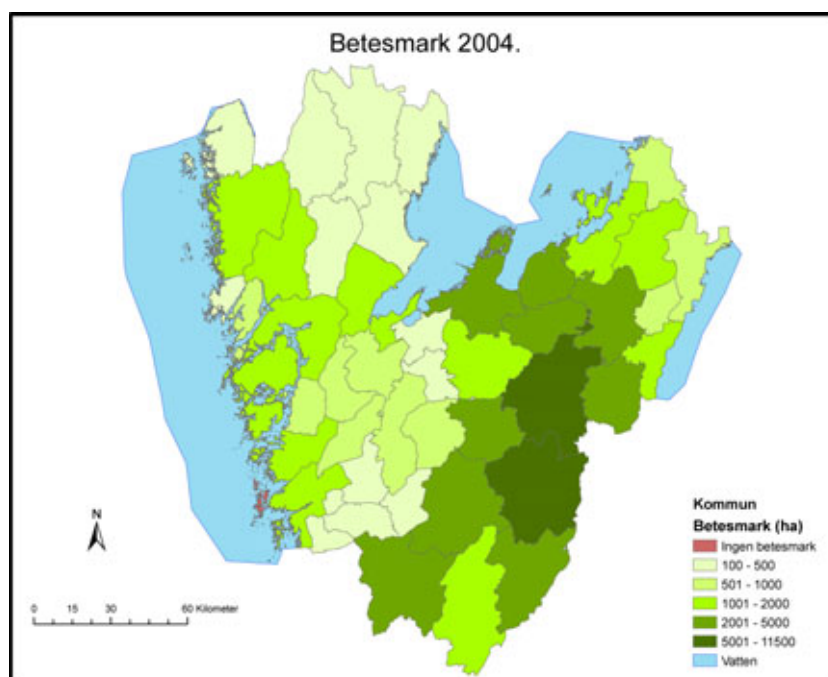 Betesmark 2004.
N
0 15 30 60 Kilometer
Kommun
Betesmark (ha)
Ingen betesmark
100 - 500
501 - 1000
1001 - 2000
2001 - 5000
5001 - 11500
Vatten